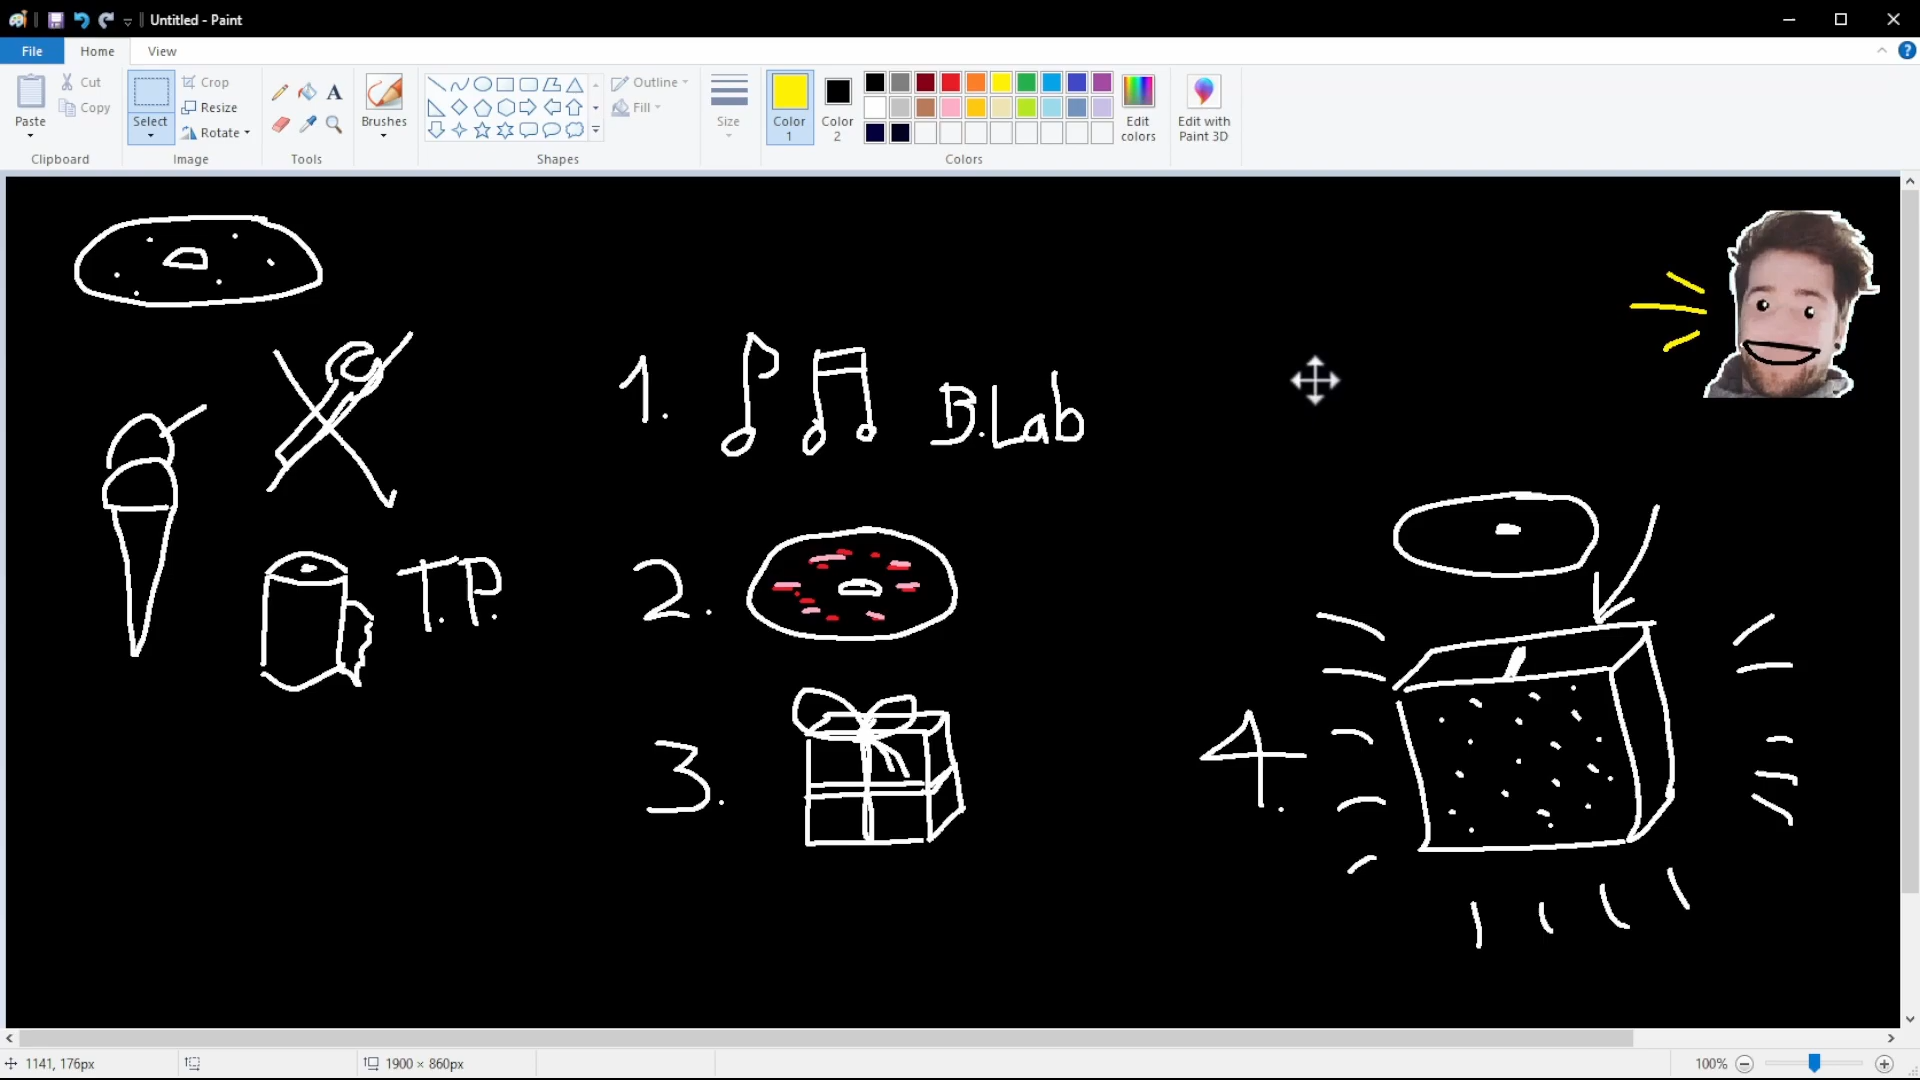 Untitled - Paint
File Home View
Paste Cut Copy Clipboard
Select Crop Resize Rotate Image
A
Tools
Brushes
Shapes
Outline Fill
Size
Color 1
Color 2
Colors
Edit colors
Edit with Paint 3D
?
1. B.Lab
T.P.
2.
3.
4.
1141, 176px
1900 × 860px
100%